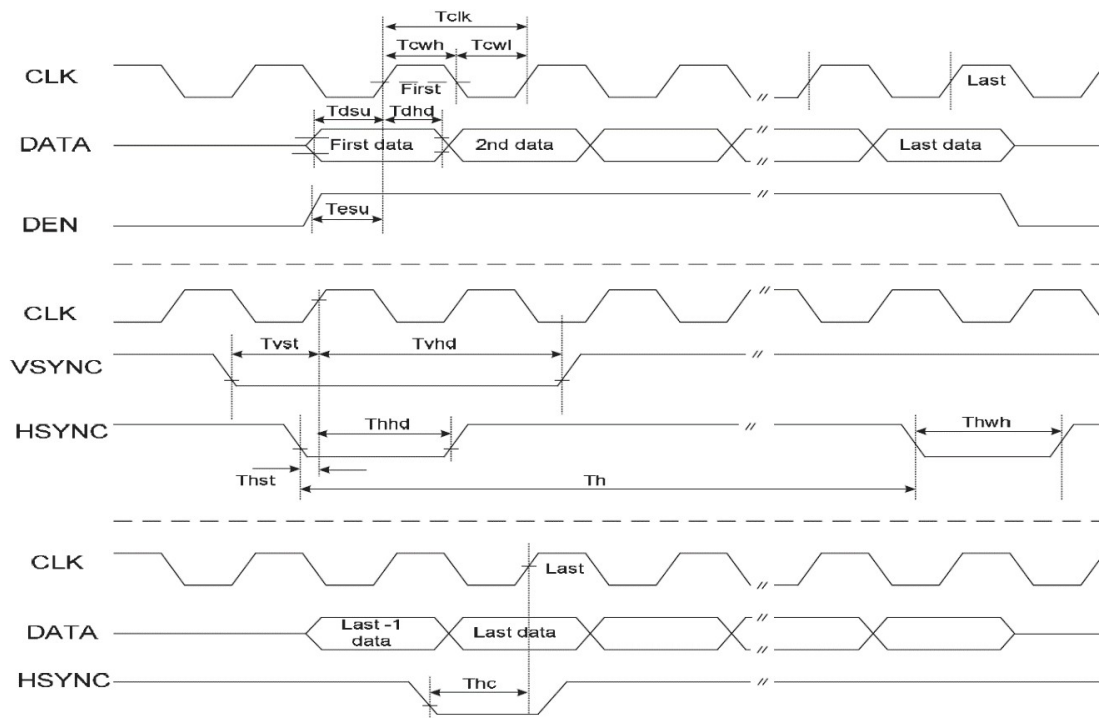 Tclk
Tcwh Tcwl
CLK First Last
Tdsu Tdhd
DATA First data 2nd data Last data
DEN Tesu
CLK
VSYNC Tvst Tvhd
HSYNC Thhd Thwh
Thst Th
CLK Last
DATA Last -1 data Last data
HSYNC Thc